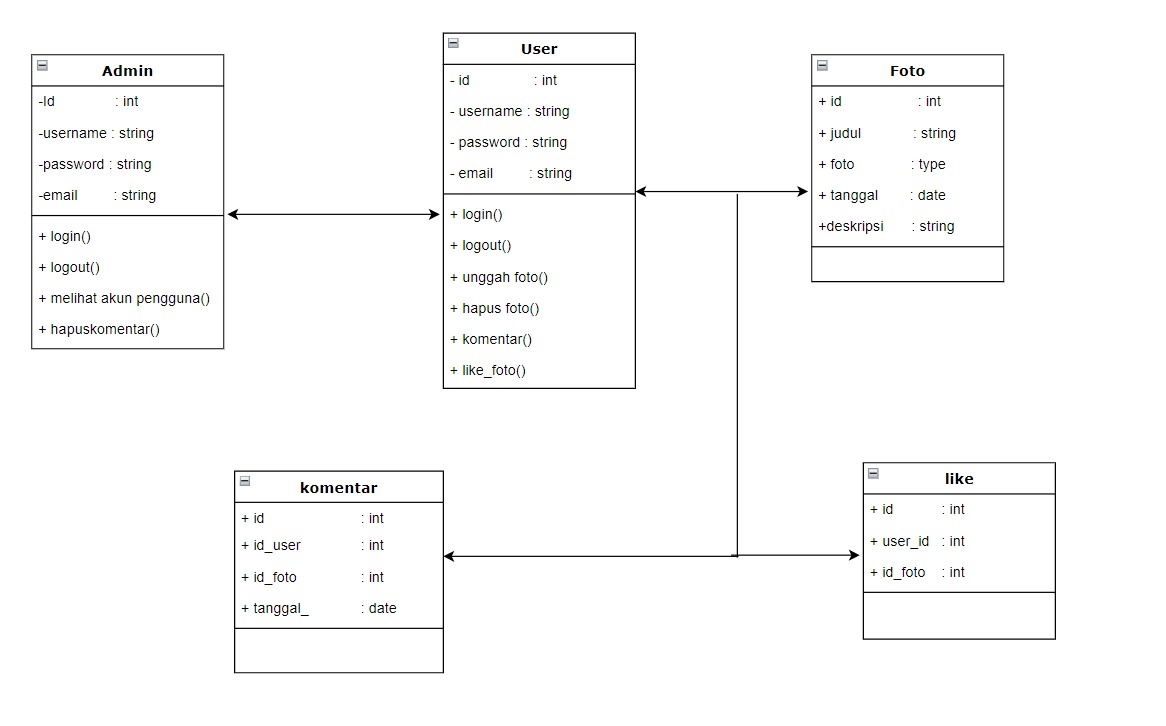 Admin
-Id : int
-username : string
-password : string
-email : string
+ login()
+ logout()
+ melihat akun pengguna()
+ hapuskomentar()
User
- id : int
- username : string
- password : string
- email : string
+ login()
+ logout()
+ unggah foto()
+ hapus foto()
+ komentar()
+ like_foto()
Foto
+ id : int
+ judul : string
+ foto : type
+ tanggal : date
+deskripsi : string
komentar
+ id : int
+ id_user : int
+ id_foto : int
+ tanggal_ : date
like
+ id : int
+ user_id : int
+ id_foto : int